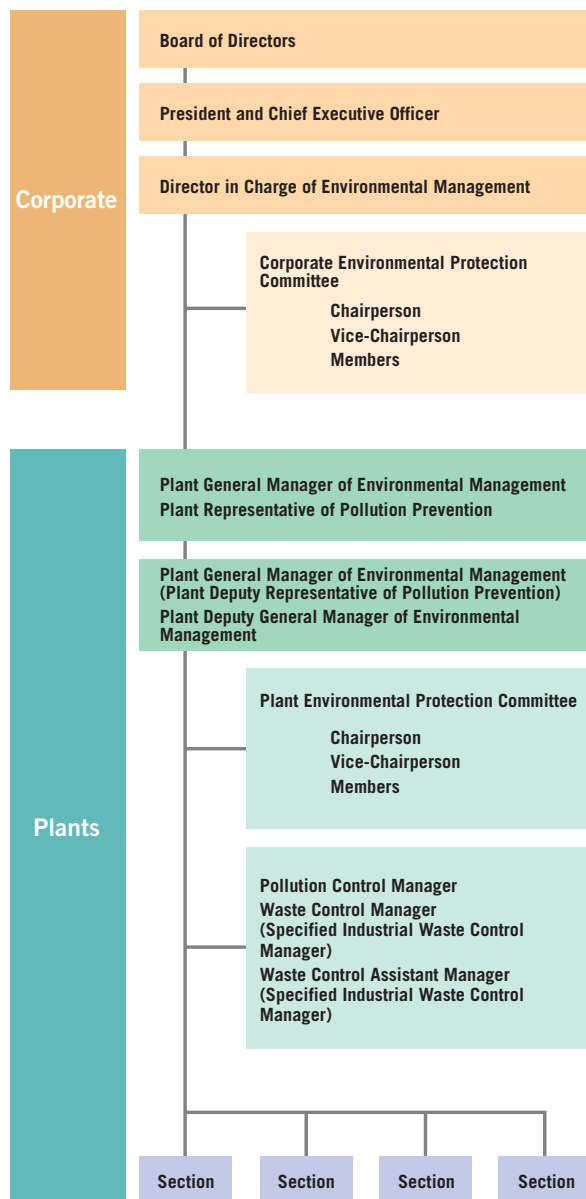 Corporate
Board of Directors
President and Chief Executive Officer
Director in Charge of Environmental Management
Corporate Environmental Protection
Committee
Chairperson
Vice-Chairperson
Members
Plants
Plant General Manager of Environmental Management
Plant Representative of Pollution Prevention
Plant General Manager of Environmental Management
(Plant Deputy Representative of Pollution Prevention)
Plant Deputy General Manager of Environmental
Management
Plant Environmental Protection Committee
Chairperson
Vice-Chairperson
Members
Pollution Control Manager
Waste Control Manager
(Specified Industrial Waste Control
Manager)
Waste Control Assistant Manager
(Specified Industrial Waste Control
Manager)
Section
Section
Section
Section